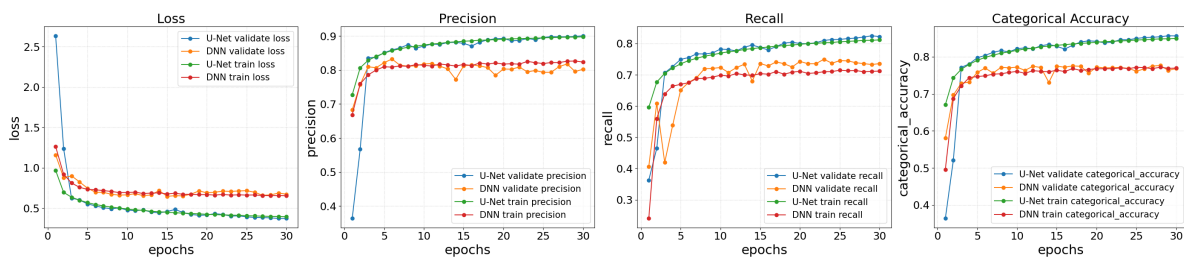 Loss
loss
2.5
2.0
1.5
1.0
0.5
0 5 10 15 20 25 30
epochs
U-Net validate loss
DNN validate loss
U-Net train loss
DNN train loss
Precision
precision
0.9
0.8
0.7
0.6
0.5
0.4
0 5 10 15 20 25 30
epochs
U-Net validate precision
DNN validate precision
U-Net train precision
DNN train precision
Recall
recall
0.8
0.7
0.6
0.5
0.4
0.3
0 5 10 15 20 25 30
epochs
U-Net validate recall
DNN validate recall
U-Net train recall
DNN train recall
Categorical Accuracy
categorical_accuracy
0.8
0.7
0.6
0.5
0.4
0 5 10 15 20 25 30
epochs
U-Net validate categorical_accuracy
DNN validate categorical_accuracy
U-Net train categorical_accuracy
DNN train categorical_accuracy